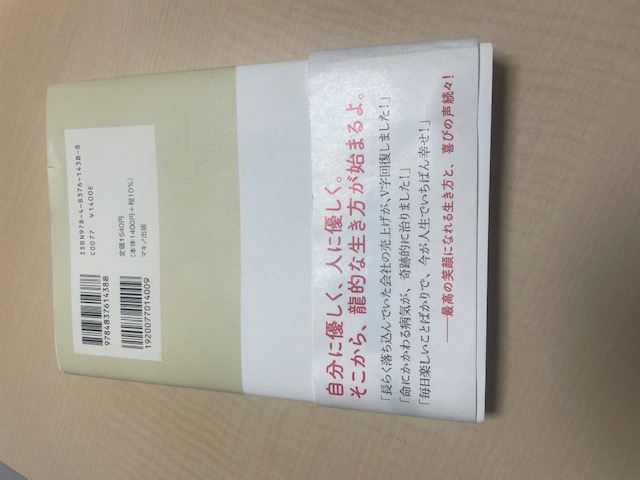 自分に優しく、人に優しく。
そこから、龍的な生き方が始まるよ。
「長らく落ち込んでいた会社の売上げが、V字回復しました!」
「命にかかわる病気が、奇跡的に治りました!」
「毎日楽しいことばかりで、今が人生でいちばん幸せ!」
──最高の笑顔になれる生き方と、喜びの声続々!
ISBN978-4-8376-1438-8
C0077 ¥1400E
定価1540円
(本体1400円+税10%)
マキノ出版
9784837614388
1920077014009